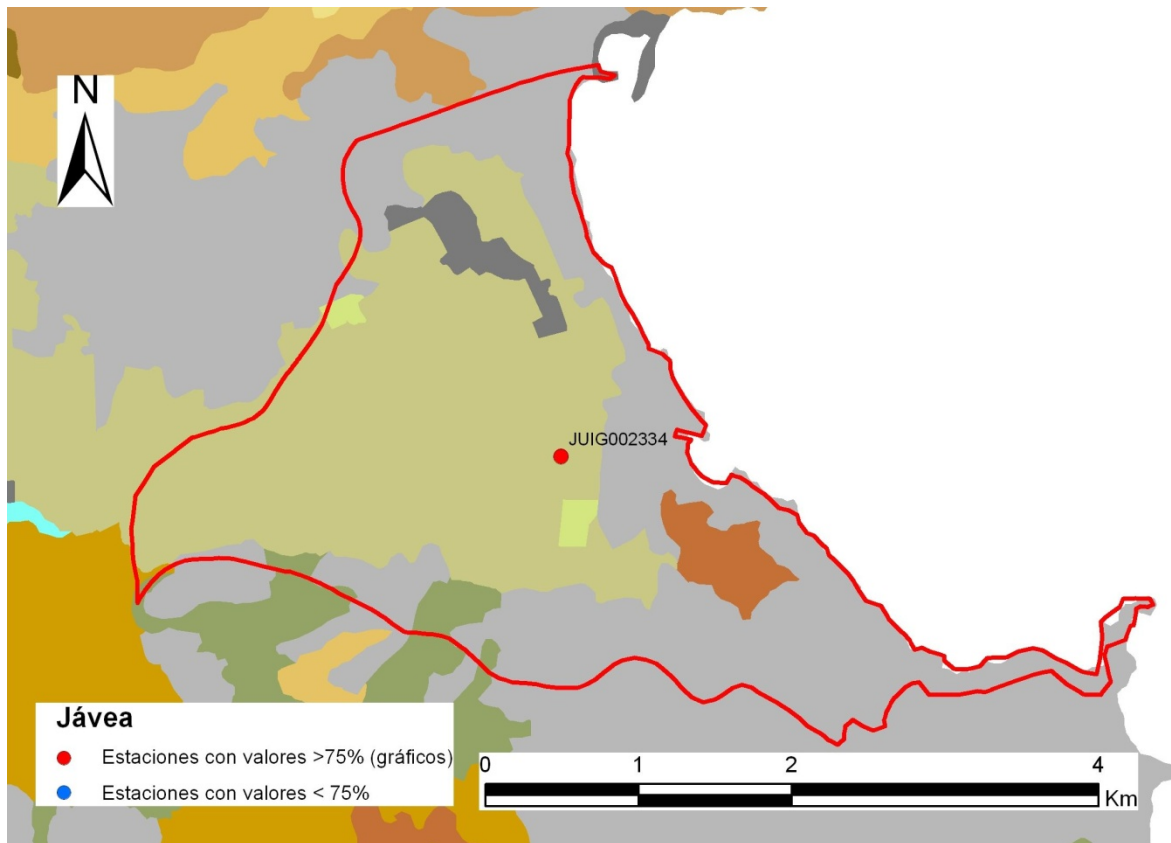 N
JUIG002334
Jávea
Estaciones con valores >75% (gráficos)
Estaciones con valores < 75%
0 1 2 4
Km